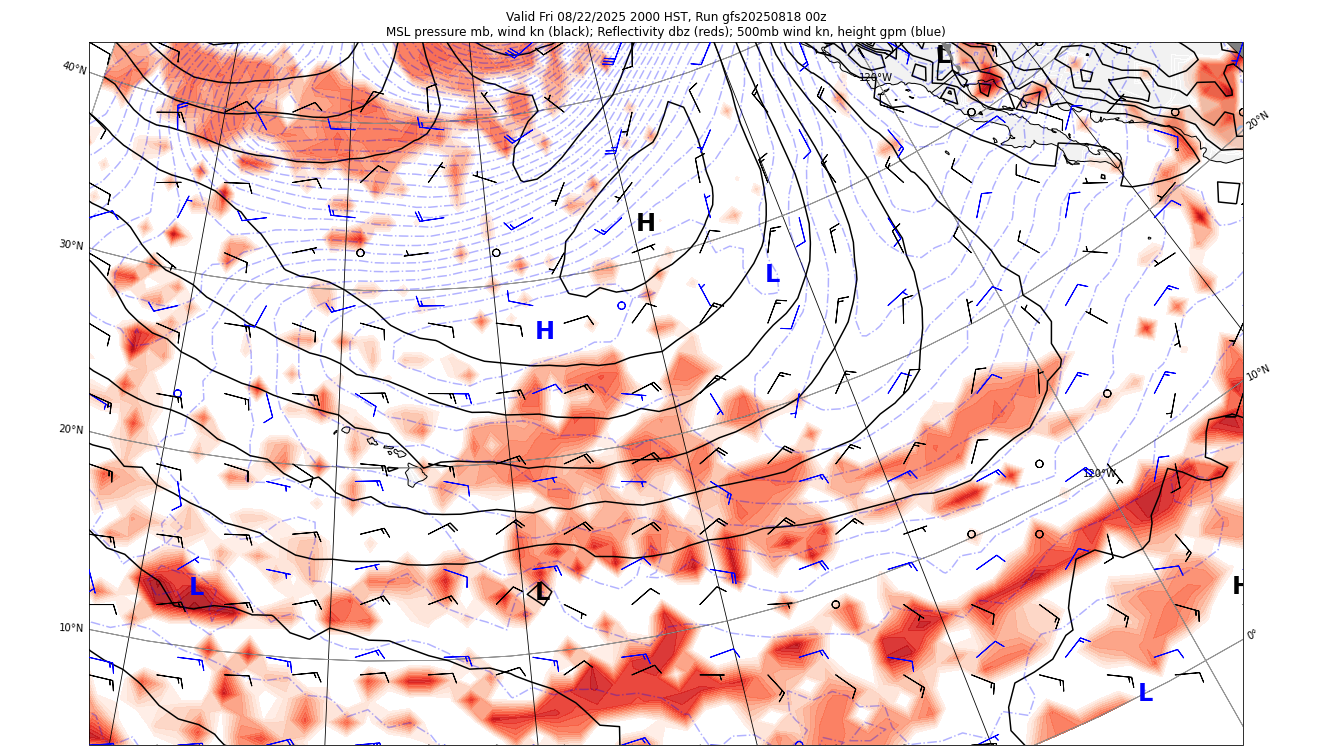 Valid Fri 08/22/2025 2000 HST, Run gfs20250818 00z
MSL pressure mb, wind kn (black); Reflectivity dbz (reds); 500mb wind kn, height gpm (blue)
L
40°N
120°W
20°N
H
30°N
L
H
10°N
20°N
120°W
L
L
H
10°N
0°
L